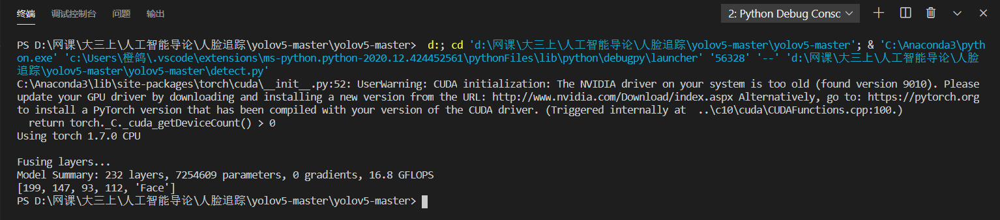 终端 调试控制台 问题 输出 2: Python Debug Consc
PS D:\网课\大三上\人工智能导论\人脸追踪\yolov5-master\yolov5-master>  d:; cd 'd:\网课\大三上\人工智能导论\人脸追踪\yolov5-master\yolov5-master'; & 'C:\Anaconda3\pyth
on.exe' 'c:\Users\橙鸽\.vscode\extensions\ms-python.python-2020.12.424452561\pythonFiles\lib\python\debugpy\launcher' '56328' '--' 'd:\网课\大三上\人工智能导论\人脸
追踪\yolov5-master\yolov5-master\detect.py'
C:\Anaconda3\lib\site-packages\torch\cuda\__init__.py:52: UserWarning: CUDA initialization: The NVIDIA driver on your system is too old (found version 9010). Please
update your GPU driver by downloading and installing a new version from the URL: http://www.nvidia.com/Download/index.aspx Alternatively, go to: https://pytorch.org
to install a PyTorch version that has been compiled with your version of the CUDA driver. (Triggered internally at  ..\c10\cuda\CUDAFunctions.cpp:100.)
  return torch._C._cuda_getDeviceCount() > 0
Using torch 1.7.0 CPU
Fusing layers...
Model Summary: 232 layers, 7254609 parameters, 0 gradients, 16.8 GFLOPS
[199, 147, 93, 112, 'Face']
PS D:\网课\大三上\人工智能导论\人脸追踪\yolov5-master\yolov5-master>